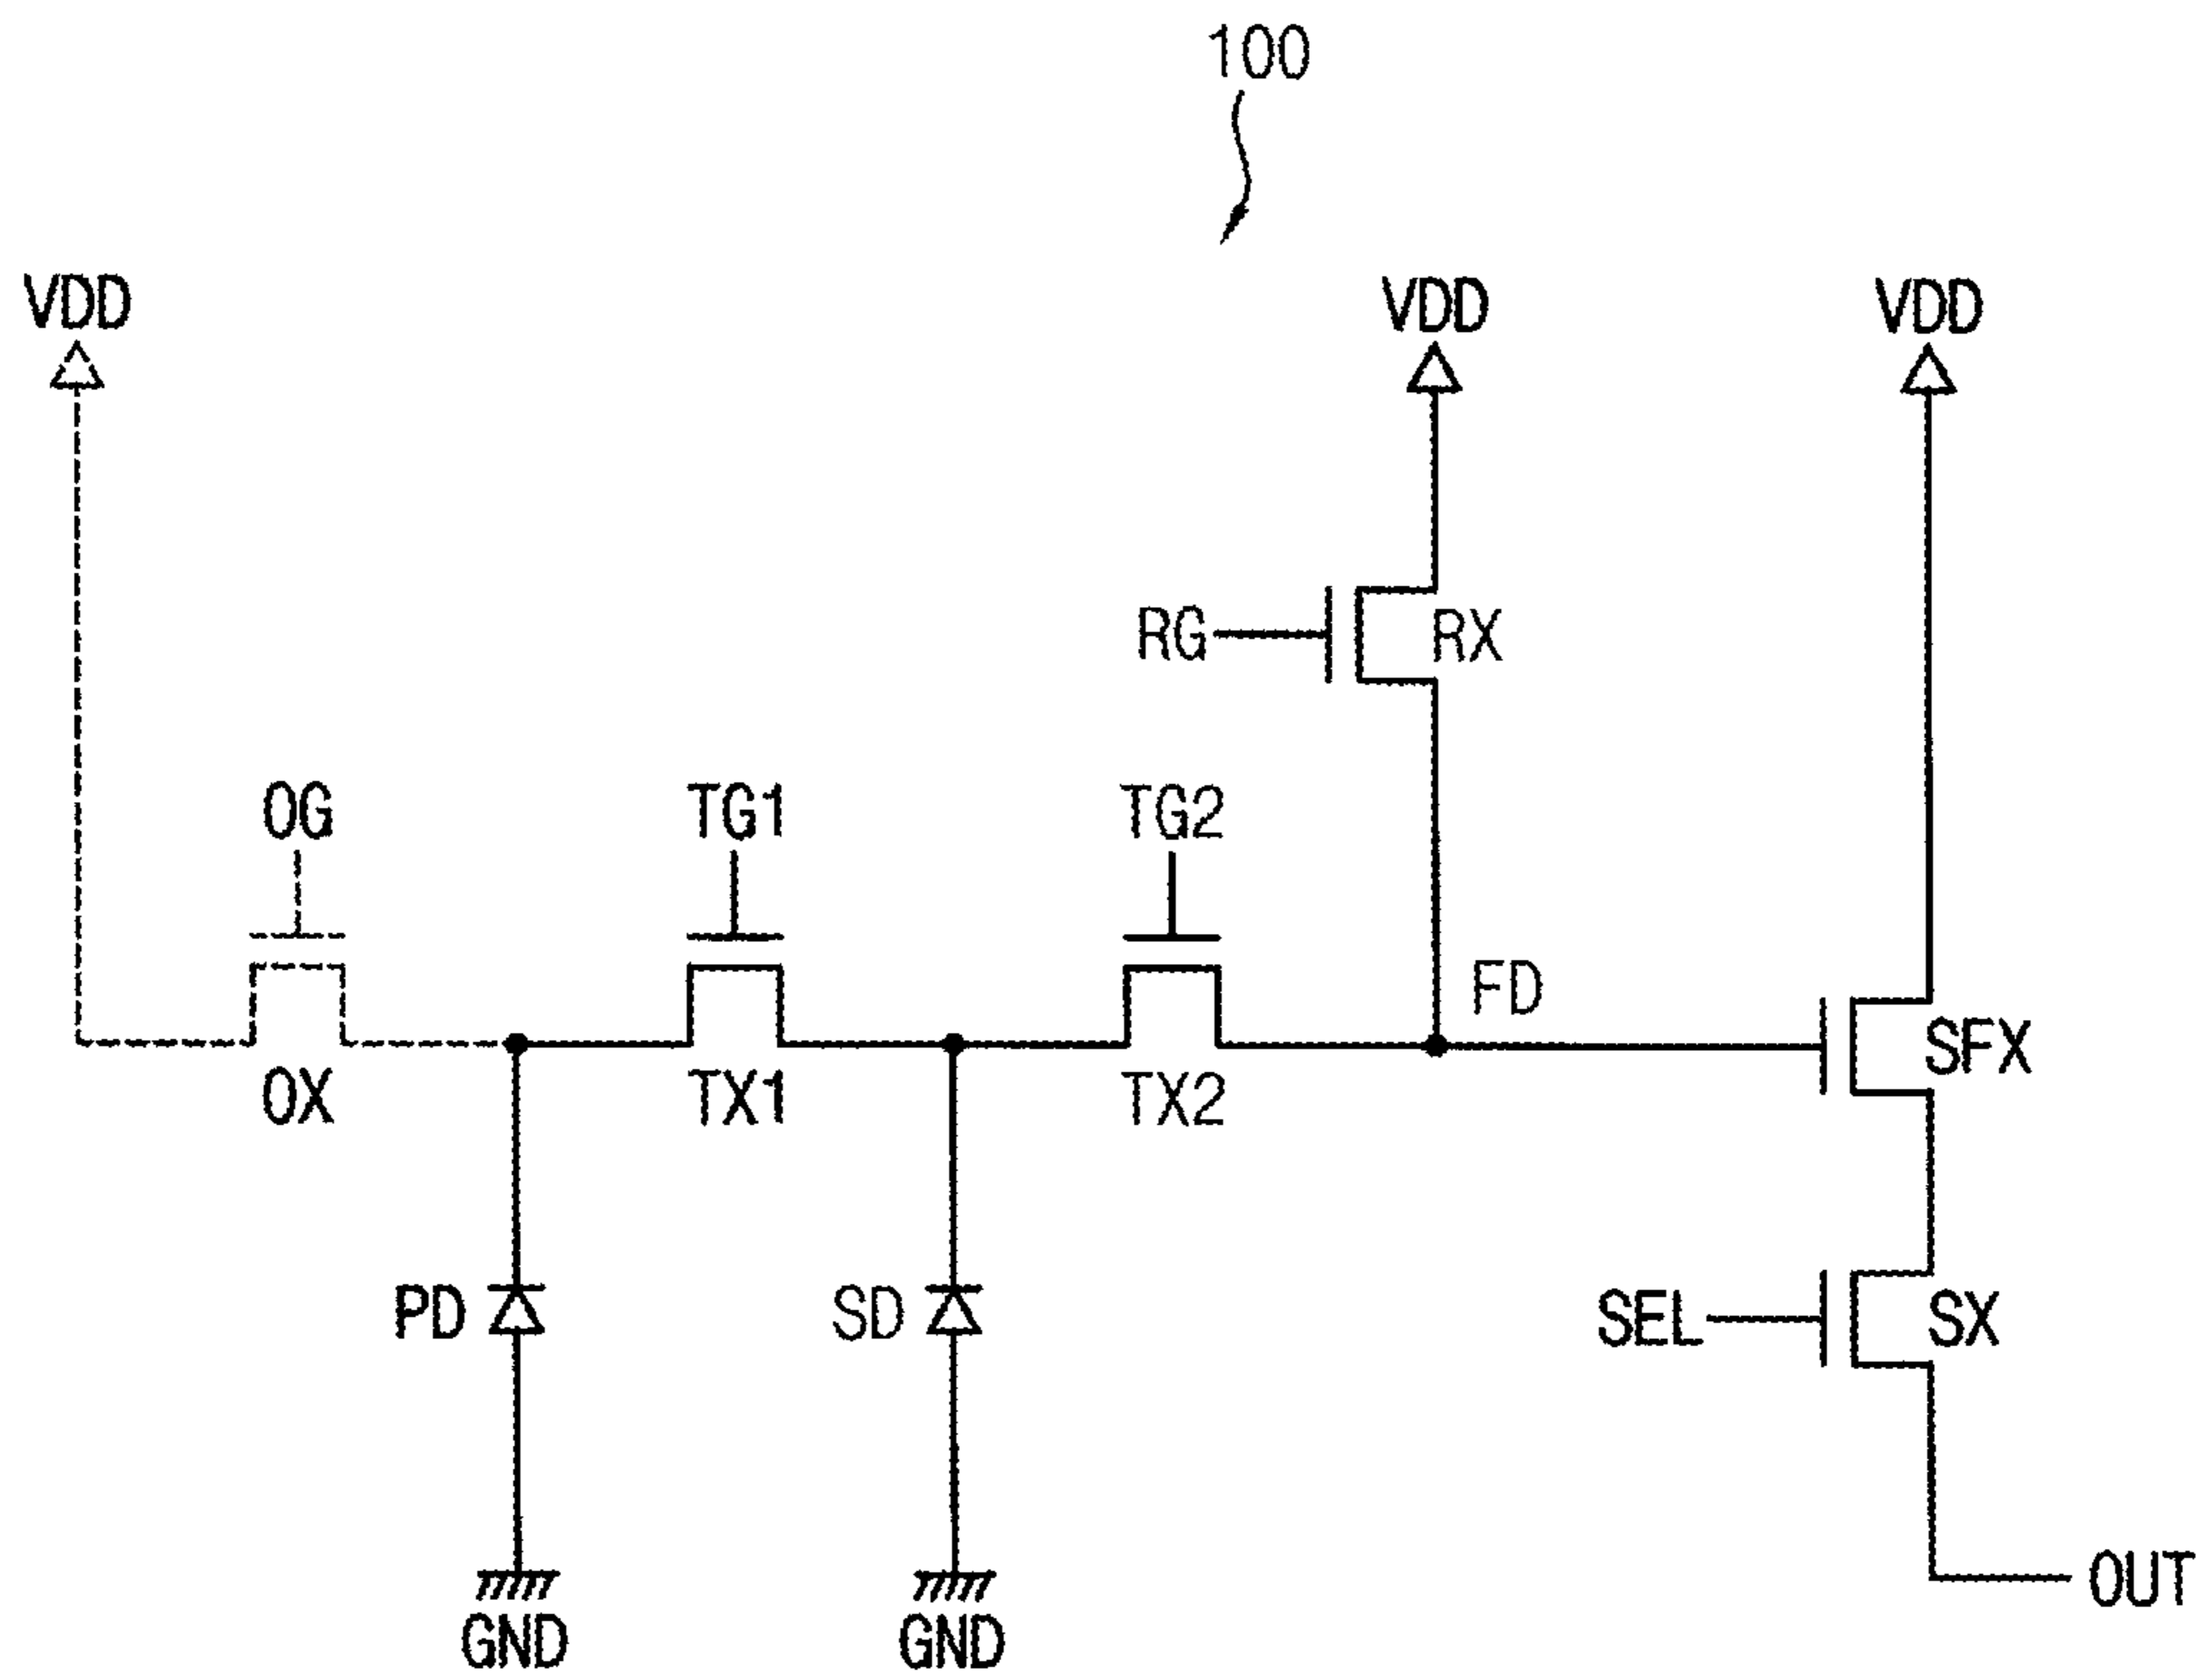 100
VDD
VDD
VDD
RG
RX
OG
TG1
TG2
FD
SFX
OX
TX1
TX2
PD
SD
SEL
SX
OUT
GND
GND